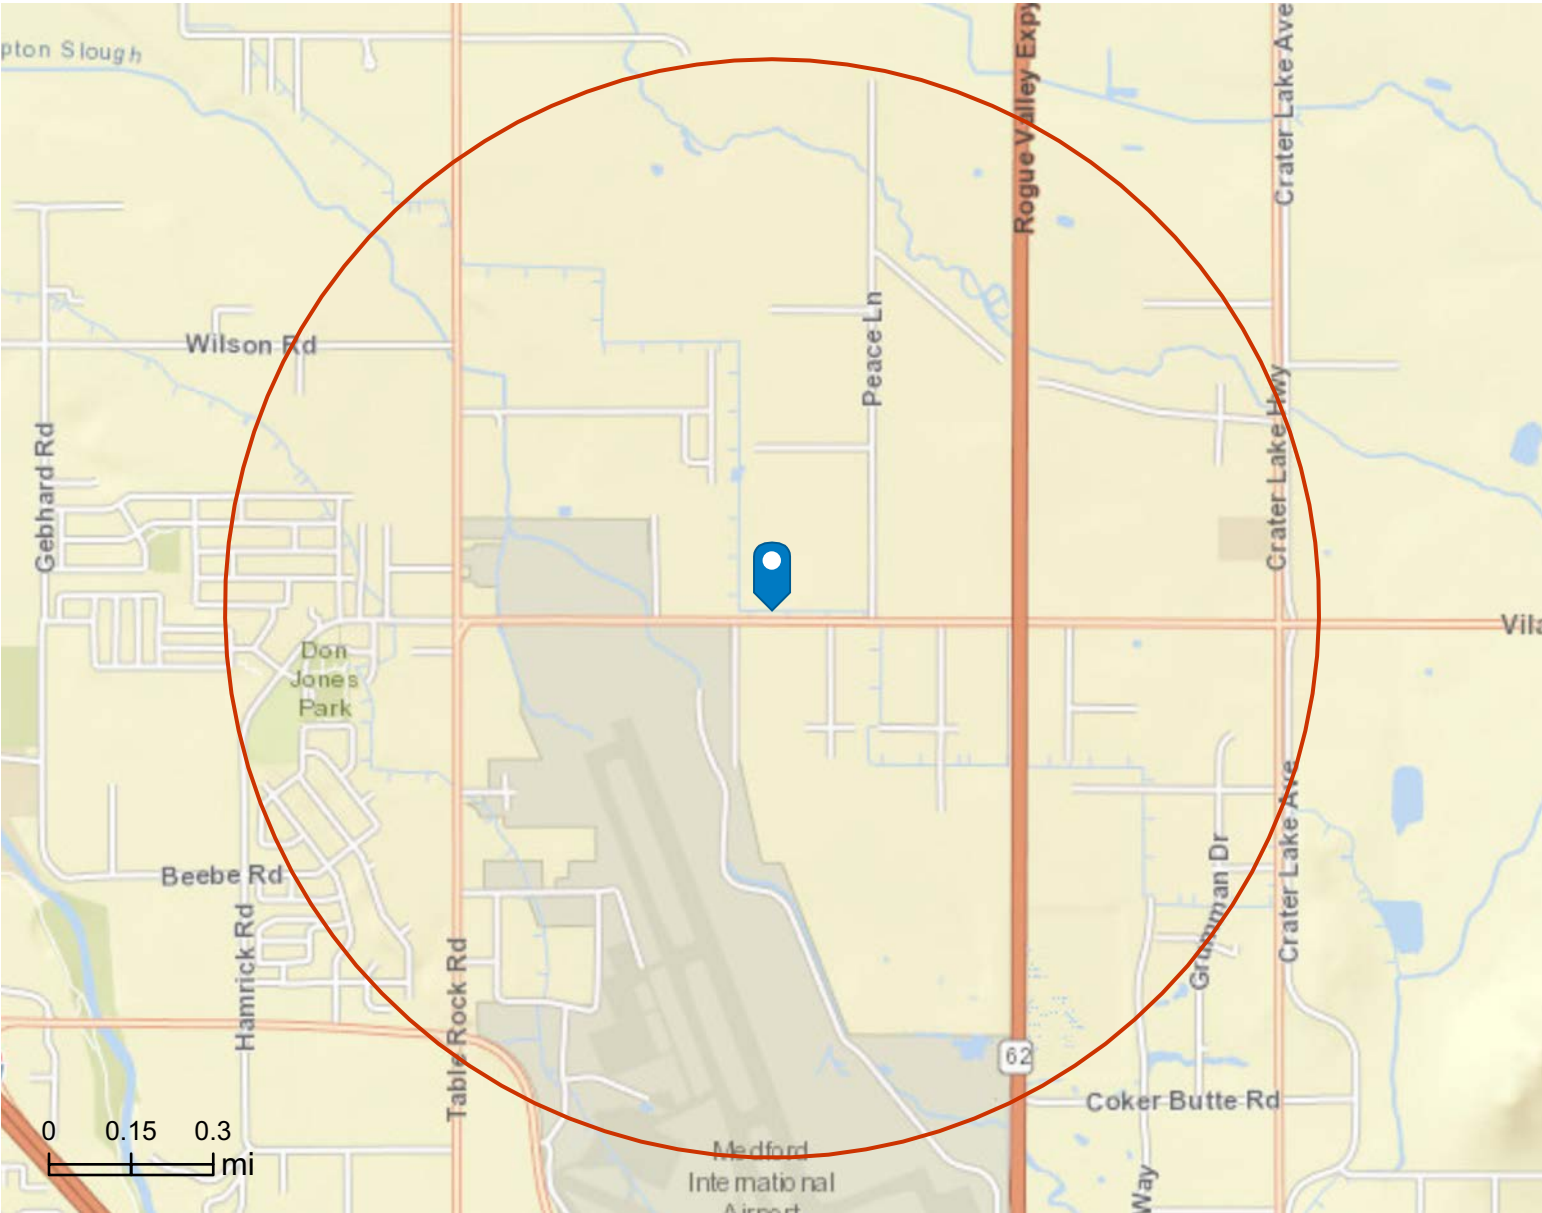 pton Slough
Rogue Valley Expy
Crater Lake Ave
Wilson Rd
Peace Ln
Gebhard Rd
Crater Lake Hwy
Vila
Don
Jones
Park
Beebe Rd
Hamrick Rd
Table Rock Rd
Grumman Dr
Crater Lake Ave
62
Coker Butte Rd
0 0.15 0.3
mi
Medford
International
Airport
Way